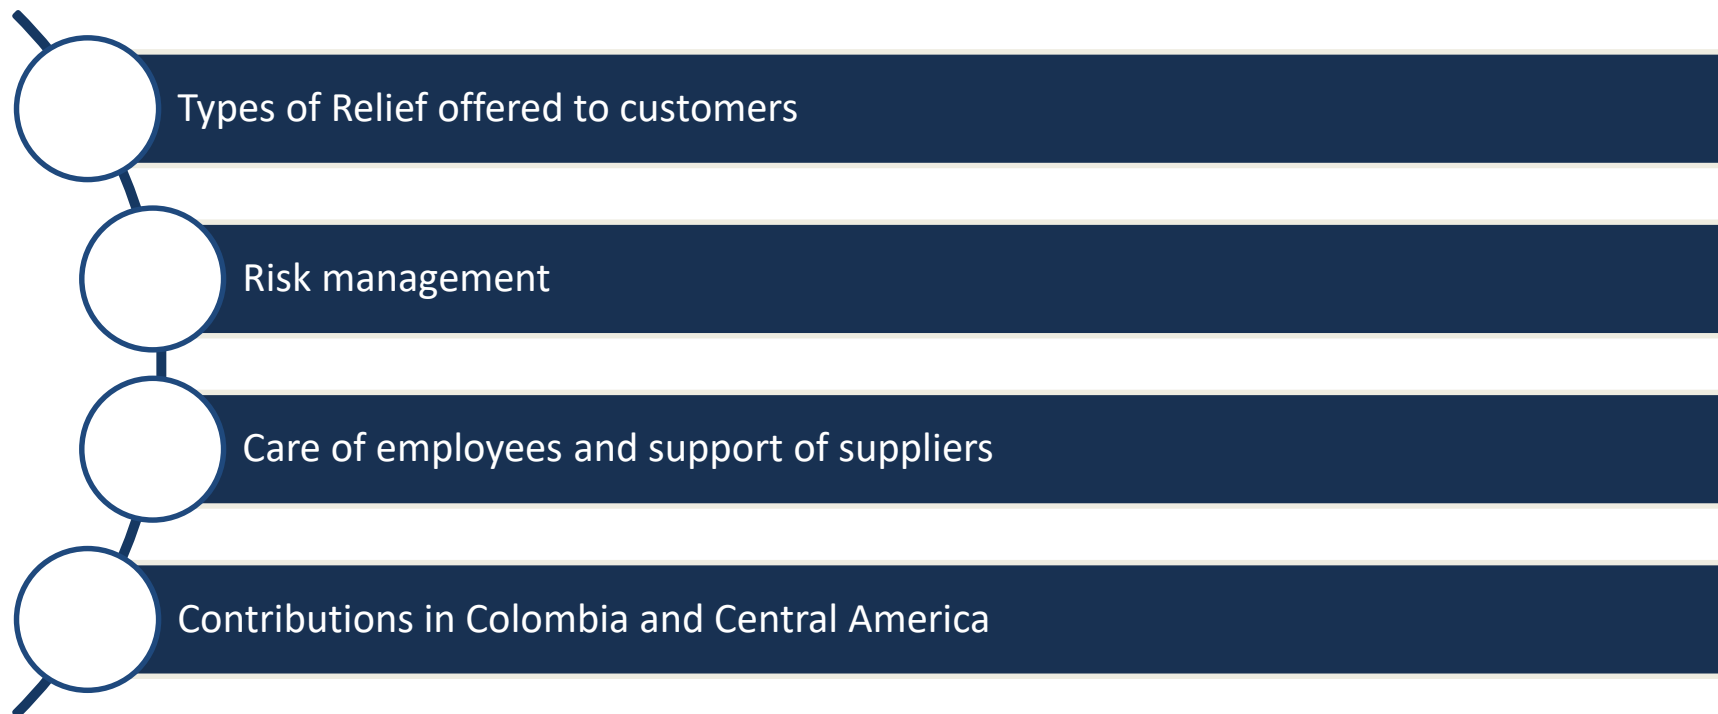 Types of Relief offered to customers
Risk management
Care of employees and support of suppliers
Contributions in Colombia and Central America